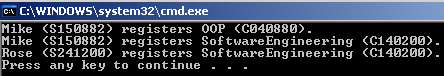 C:\WINDOWS\system32\cmd.exe
Mike (S150882) registers OOP (C040880).
Mike (S150882) registers SoftwareEngineering (C140200).
Rose (S241200) registers SoftwareEngineering (C140200).
Press any key to continue . . .